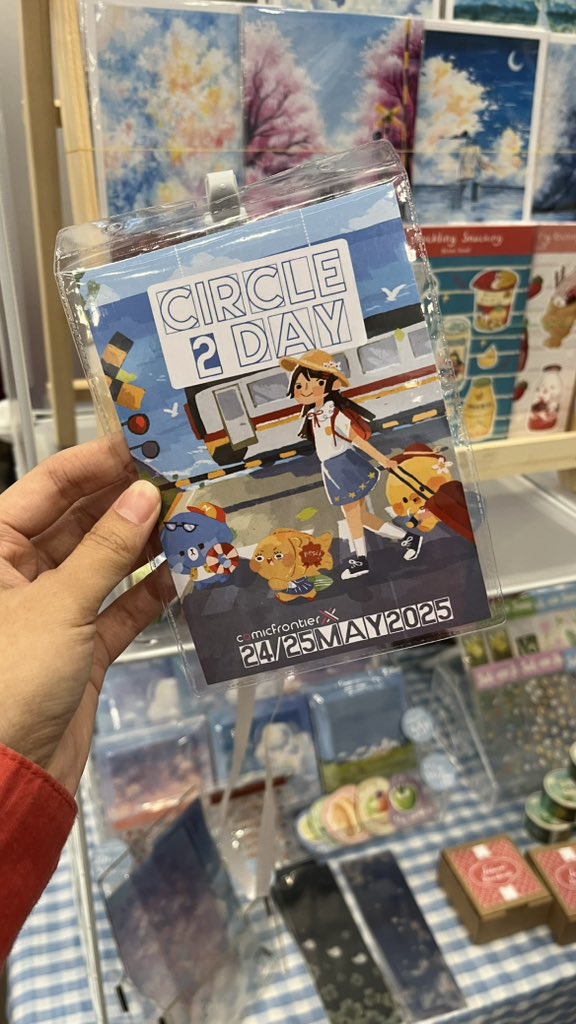 CIRCLE
2 DAY
comicfrontier X
24/25MAY2025